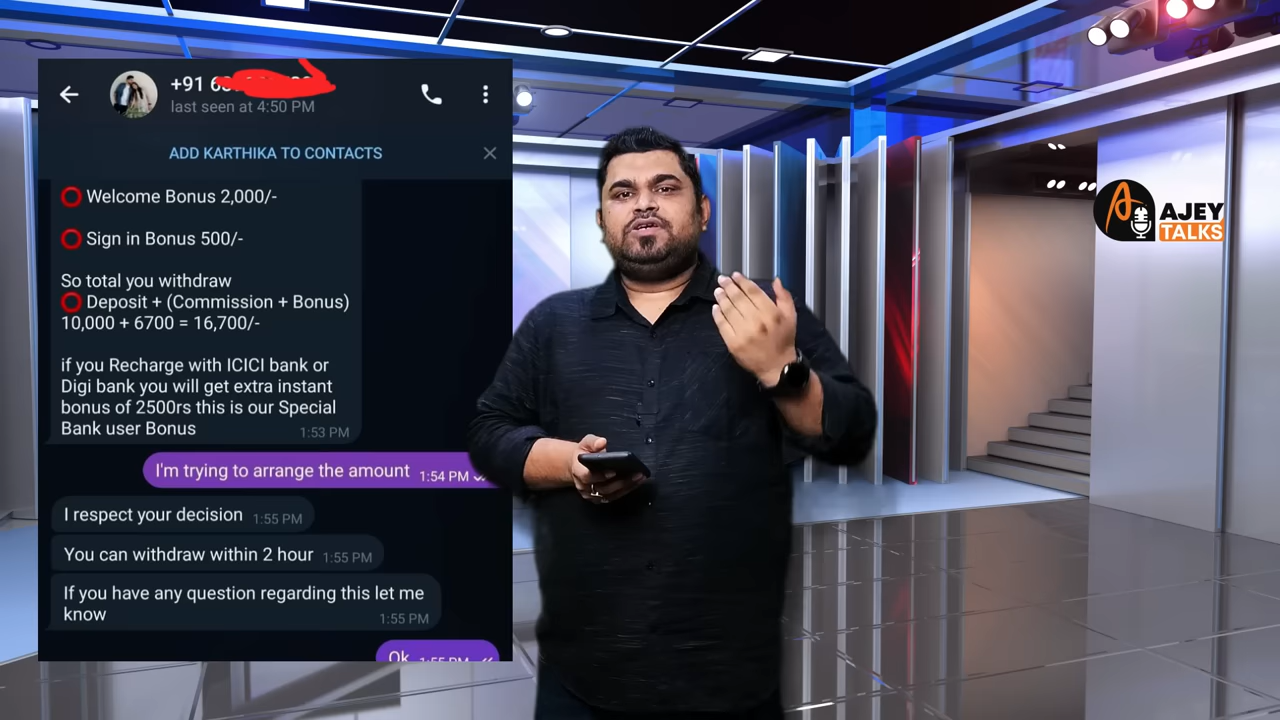 +91 6
last seen at 4:50 PM
ADD KARTHIKA TO CONTACTS
Welcome Bonus 2,000/-
Sign in Bonus 500/-
So total you withdraw
Deposit + (Commission + Bonus)
10,000 + 6700 = 16,700/-
if you Recharge with ICICI bank or
Digi bank you will get extra instant
bonus of 2500rs this is our Special
Bank user Bonus
1:53 PM
I'm trying to arrange the amount 1:54 PM
I respect your decision 1:55 PM
You can withdraw within 2 hour 1:55 PM
If you have any question regarding this let me
know
1:55 PM
Ok 1:55 PM
AJEY
TALKS